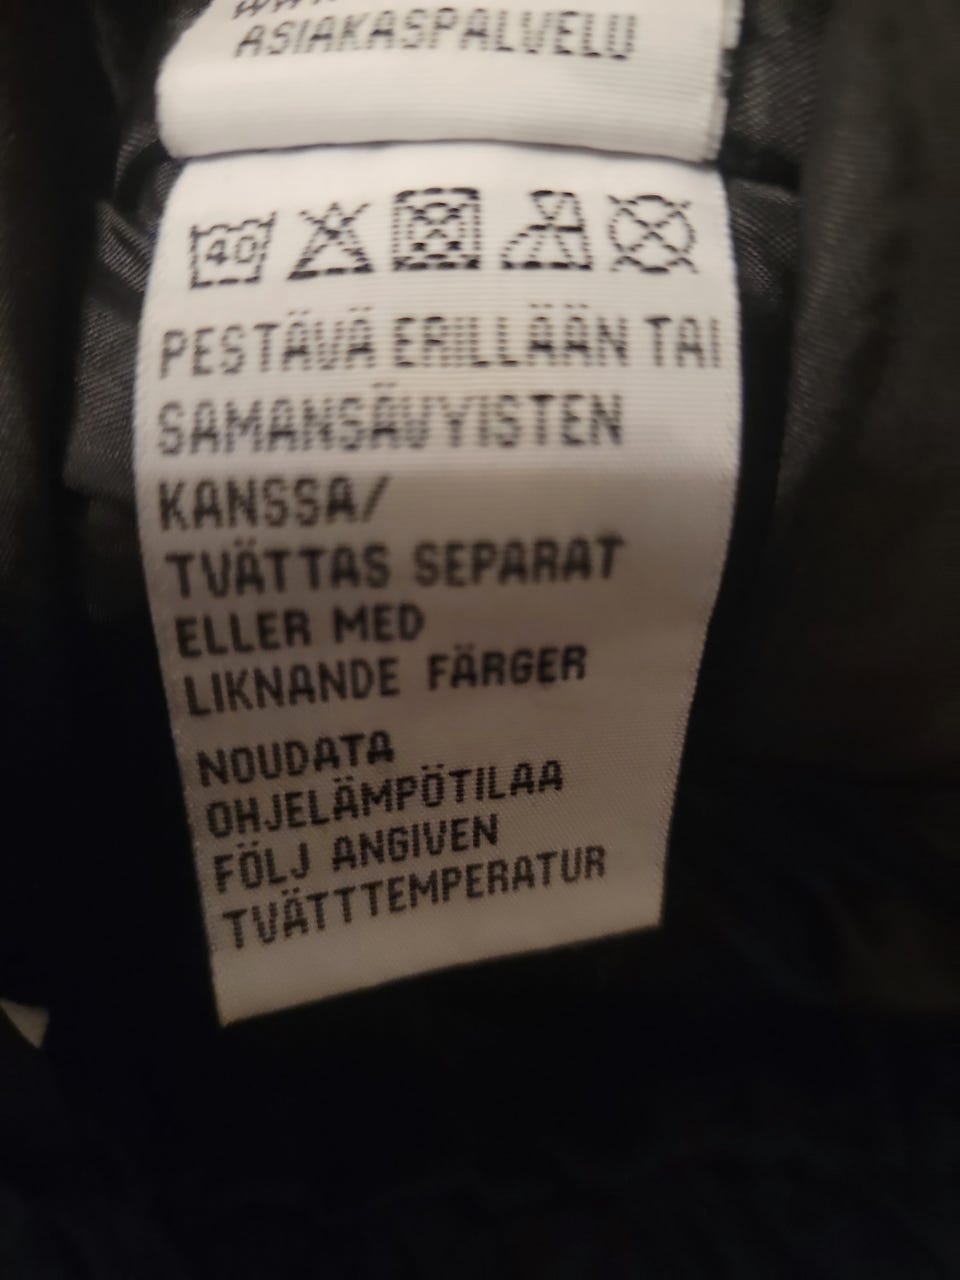 ASIAKASPALVELU
40
PESTÄVÄ ERILLÄÄN TAI
SAMANSÄVYISTEN
KANSSA/
TVÄTTAS SEPARAT
ELLER MED
LIKNANDE FÄRGER
NOUDATA
OHJELÄMPÖTILAA
FÖLJ ANGIVEN
TVÄTTTEMPERATUR